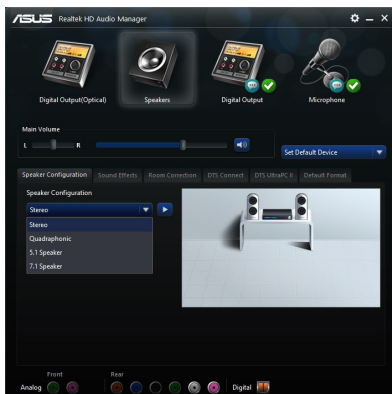 ASUS Realtek HD Audio Manager
Digital Output(Optical) Speakers Digital Output Microphone
Main Volume
L R
Set Default Device
Speaker Configuration Sound Effects Room Correction DTS Connect DTS UltraPC II Default Format
Speaker Configuration
Stereo
Stereo
Quadraphonic
5.1 Speaker
7.1 Speaker
Front Rear
Analog Digital